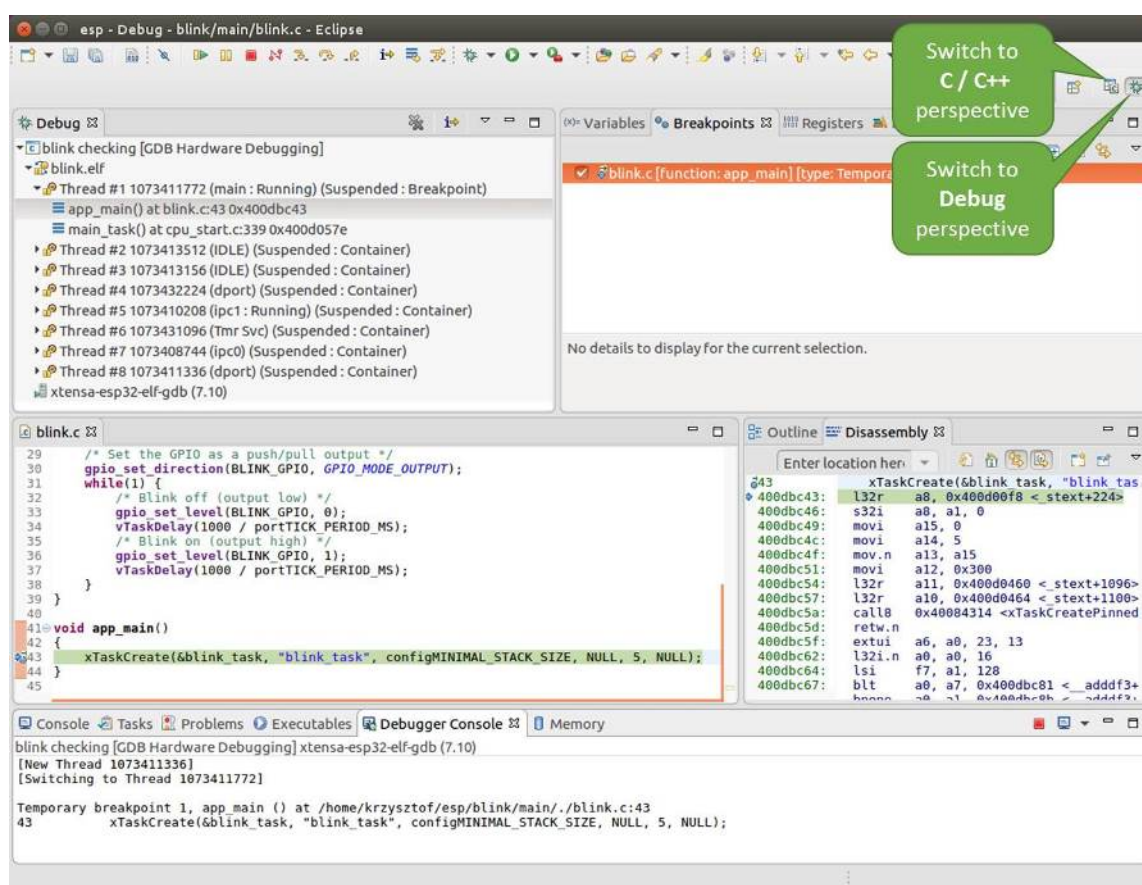 esp - Debug - blink/main/blink.c - Eclipse
Switch to
C / C++
perspective
Switch to
Debug
perspective
Debug
blink checking [GDB Hardware Debugging]
blink.elf
Thread #1 1073411772 (main : Running) (Suspended : Breakpoint)
app_main() at blink.c:43 0x400dbc43
main_task() at cpu_start.c:339 0x400d057e
Thread #2 1073413512 (IDLE) (Suspended : Container)
Thread #3 1073413156 (IDLE) (Suspended : Container)
Thread #4 1073432224 (dport) (Suspended : Container)
Thread #5 1073410208 (ipc1 : Running) (Suspended : Container)
Thread #6 1073431096 (Tmr Svc) (Suspended : Container)
Thread #7 1073408744 (ipc0) (Suspended : Container)
Thread #8 1073411336 (dport) (Suspended : Container)
xtensa-esp32-elf-gdb (7.10)
(x)= Variables Breakpoints Registers
blink.c [function: app_main] [type: Tempora
No details to display for the current selection.
blink.c
29 /* Set the GPIO as a push/pull output */
30 gpio_set_direction(BLINK_GPIO, GPIO_MODE_OUTPUT);
31 while(1) {
32 /* Blink off (output low) */
33 gpio_set_level(BLINK_GPIO, 0);
34 vTaskDelay(1000 / portTICK_PERIOD_MS);
35 /* Blink on (output high) */
36 gpio_set_level(BLINK_GPIO, 1);
37 vTaskDelay(1000 / portTICK_PERIOD_MS);
38 }
39 }
40
41 void app_main()
42 {
43 xTaskCreate(&blink_task, "blink_task", configMINIMAL_STACK_SIZE, NULL, 5, NULL);
44 }
45
Outline Disassembly
Enter location her
43 xTaskCreate(&blink_task, "blink_tas
400dbc43: l32r a8, 0x400d00f8 <_stext+224>
400dbc46: s32i a8, a1, 0
400dbc49: movi a15, 0
400dbc4c: movi a14, 5
400dbc4f: mov.n a13, a15
400dbc51: movi a12, 0x300
400dbc54: l32r a11, 0x400d0460 <_stext+1096>
400dbc57: l32r a10, 0x400d0464 <_stext+1100>
400dbc5a: call8 0x40084314 <xTaskCreatePinned
400dbc5d: retw.n
400dbc5f: extui a6, a0, 23, 13
400dbc62: l32i.n a0, a0, 16
400dbc64: lsi f7, a1, 128
400dbc67: blt a0, a7, 0x400dbc81 <__adddf3+
Console Tasks Problems Executables Debugger Console Memory
blink checking [GDB Hardware Debugging] xtensa-esp32-elf-gdb (7.10)
[New Thread 1073411336]
[Switching to Thread 1073411772]
Temporary breakpoint 1, app_main () at /home/krzysztof/esp/blink/main/./blink.c:43
43 xTaskCreate(&blink_task, "blink_task", configMINIMAL_STACK_SIZE, NULL, 5, NULL);